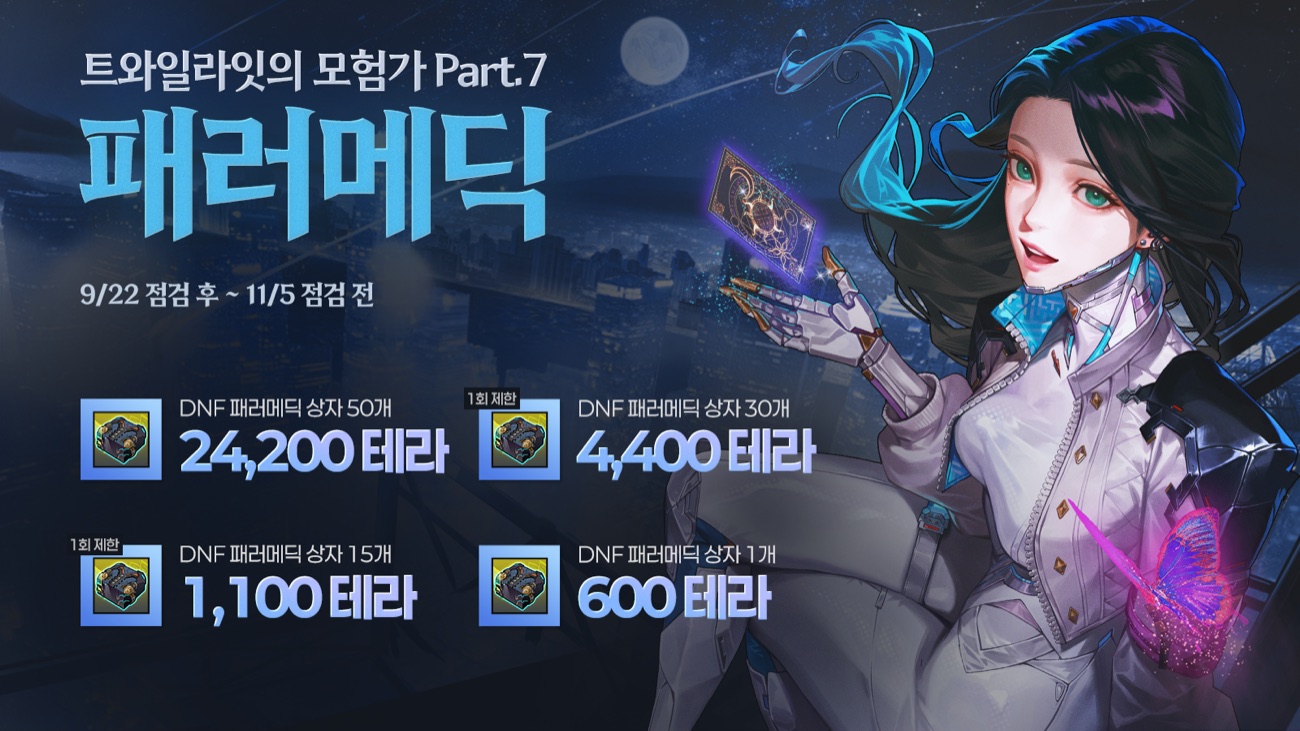 트와일라잇의 모험가 Part.7
패러메딕
9/22 점검 후 ~ 11/5 점검 전
DNF 패러메딕 상자 50개
24,200 테라
1회 제한
DNF 패러메딕 상자 30개
4,400 테라
1회 제한
DNF 패러메딕 상자 15개
1,100 테라
DNF 패러메딕 상자 1개
600 테라